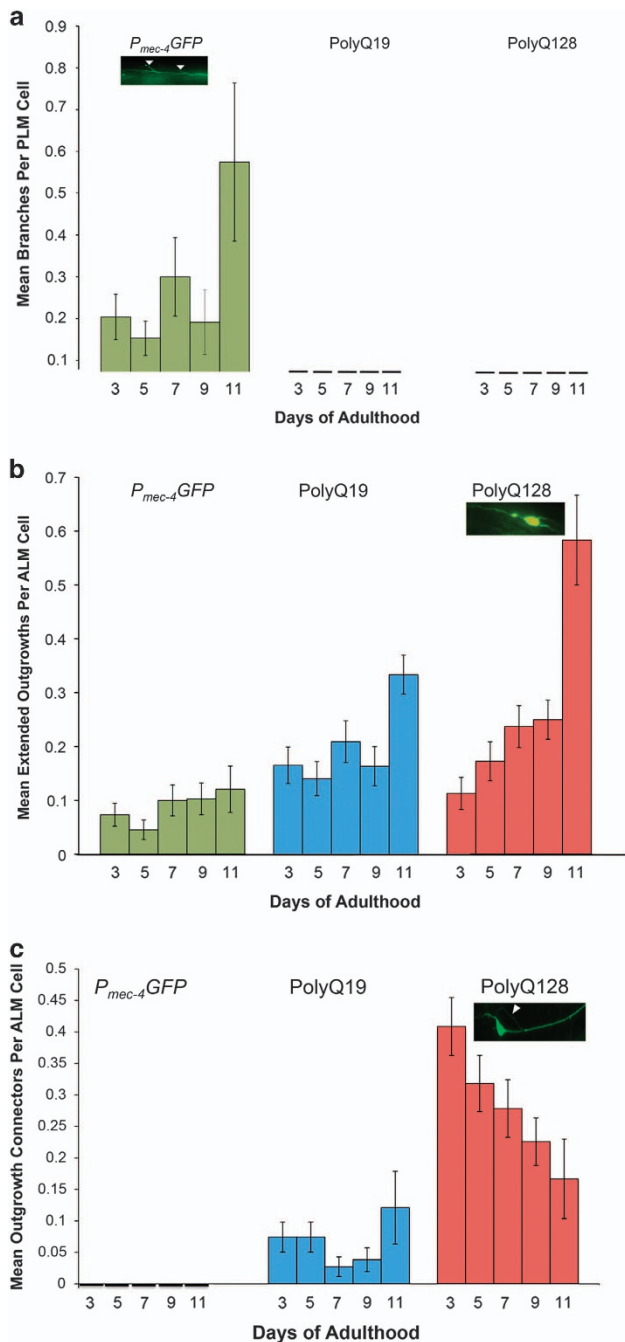 a
P_mec-4GFP PolyQ19 PolyQ128
Mean Branches Per PLM Cell
0.9
0.8
0.7
0.6
0.5
0.4
0.3
0.2
0.1
3 5 7 9 11 3 5 7 9 11 3 5 7 9 11
Days of Adulthood
b
P_mec-4GFP PolyQ19 PolyQ128
Mean Extended Outgrowths Per ALM Cell
0.7
0.6
0.5
0.4
0.3
0.2
0.1
0
3 5 7 9 11 3 5 7 9 11 3 5 7 9 11
Days of Adulthood
c
P_mec-4GFP PolyQ19 PolyQ128
Mean Outgrowth Connectors Per ALM Cell
0.5
0.45
0.4
0.35
0.3
0.25
0.2
0.15
0.1
0.05
0
3 5 7 9 11 3 5 7 9 11 3 5 7 9 11
Days of Adulthood